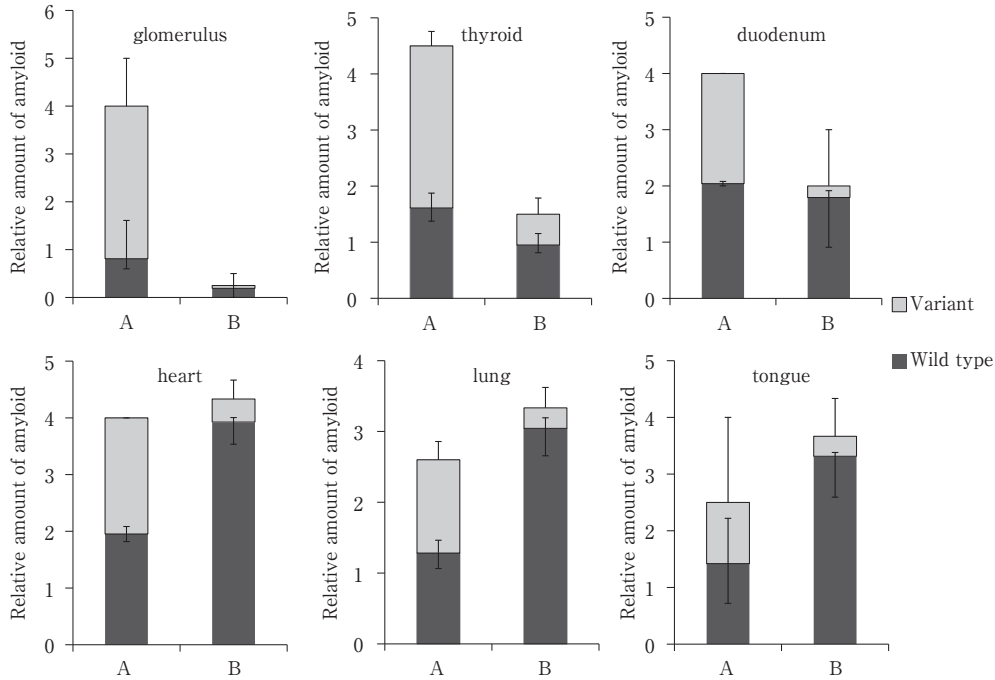 glomerulus
Relative amount of amyloid
6
5
4
3
2
1
0
A B
thyroid
Relative amount of amyloid
5
4
3
2
1
0
A B
duodenum
Relative amount of amyloid
5
4
3
2
1
0
A B
Variant
Wild type
heart
Relative amount of amyloid
5
4
3
2
1
0
A B
lung
Relative amount of amyloid
4
3
2
1
0
A B
tongue
Relative amount of amyloid
5
4
3
2
1
0
A B